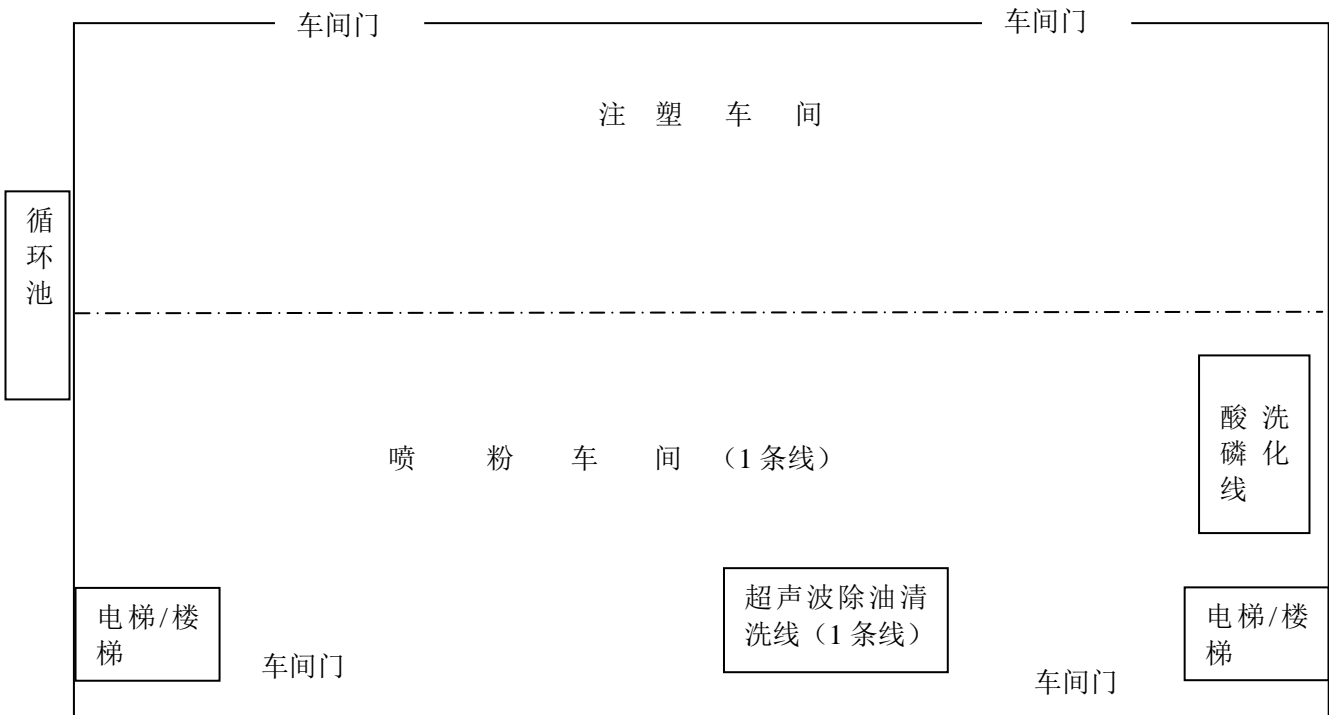 车间门
车间门
注 塑 车 间
循
环
池
喷 粉 车 间 （1 条线）
酸 洗
磷 化
线
超声波除油清
洗线（1 条线）
电梯/楼
梯
电梯/楼
梯
车间门
车间门